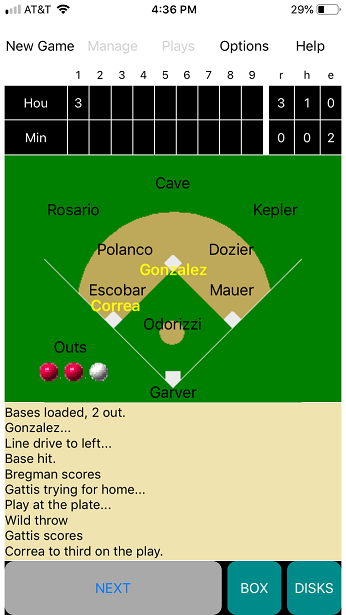 AT&T 4:36 PM 29%
New Game Manage Plays Options Help
1 2 3 4 5 6 7 8 9 r h e
Hou 3 3 1 0
Min 0 0 2
Cave
Rosario Kepler
Polanco Dozier
Gonzalez
Escobar Mauer
Correa
Odorizzi
Outs
Garver
Bases loaded, 2 out.
Gonzalez...
Line drive to left...
Base hit.
Bregman scores
Gattis trying for home...
Play at the plate...
Wild throw
Gattis scores
Correa to third on the play.
NEXT BOX DISKS